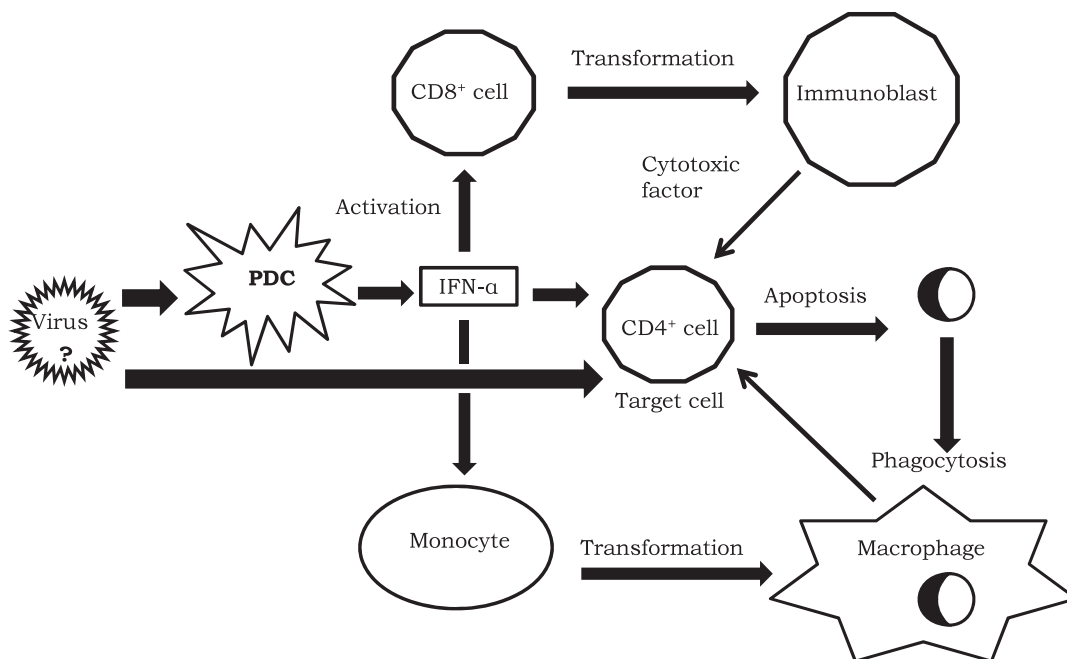 CD8⁺ cell
Transformation
Immunoblast
Cytotoxic
factor
Activation
PDC
IFN-α
Virus
?
CD4⁺ cell
Apoptosis
Target cell
Phagocytosis
Monocyte
Transformation
Macrophage